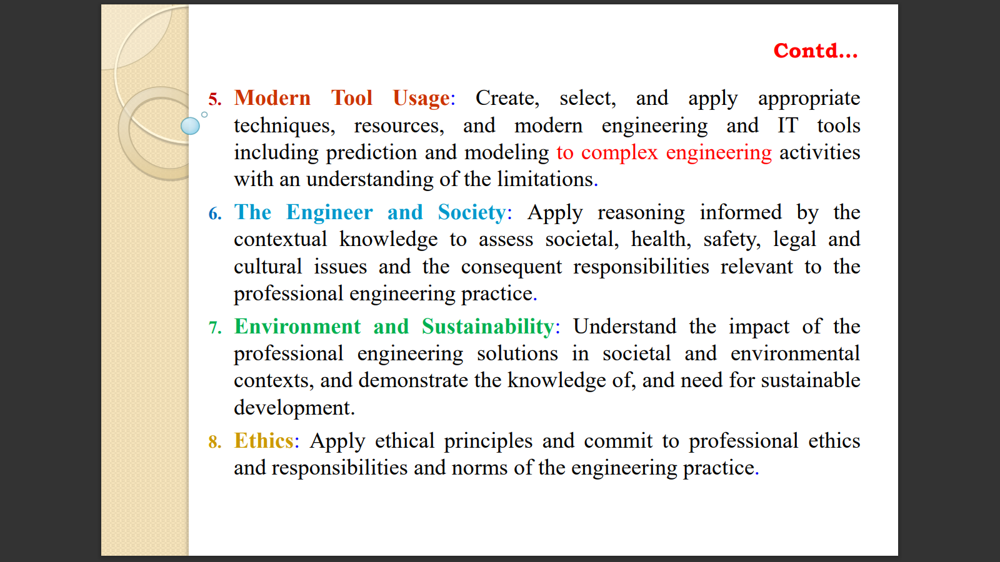 Contd...
5. Modern Tool Usage: Create, select, and apply appropriate
techniques, resources, and modern engineering and IT tools
including prediction and modeling to complex engineering activities
with an understanding of the limitations.
6. The Engineer and Society: Apply reasoning informed by the
contextual knowledge to assess societal, health, safety, legal and
cultural issues and the consequent responsibilities relevant to the
professional engineering practice.
7. Environment and Sustainability: Understand the impact of the
professional engineering solutions in societal and environmental
contexts, and demonstrate the knowledge of, and need for sustainable
development.
8. Ethics: Apply ethical principles and commit to professional ethics
and responsibilities and norms of the engineering practice.